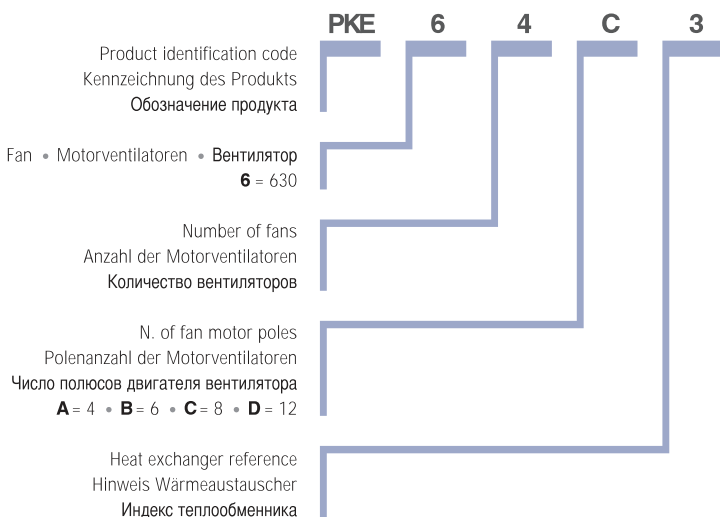 PKE 6 4 C 3
Product identification code
Kennzeichnung des Produkts
Обозначение продукта
Fan • Motorventilatoren • Вентилятор
6 = 630
Number of fans
Anzahl der Motorventilatoren
Количество вентиляторов
N. of fan motor poles
Polenanzahl der Motorventilatoren
Число полюсов двигателя вентилятора
A = 4 • B = 6 • C = 8 • D = 12
Heat exchanger reference
Hinweis Wärmeaustauscher
Индекс теплообменника